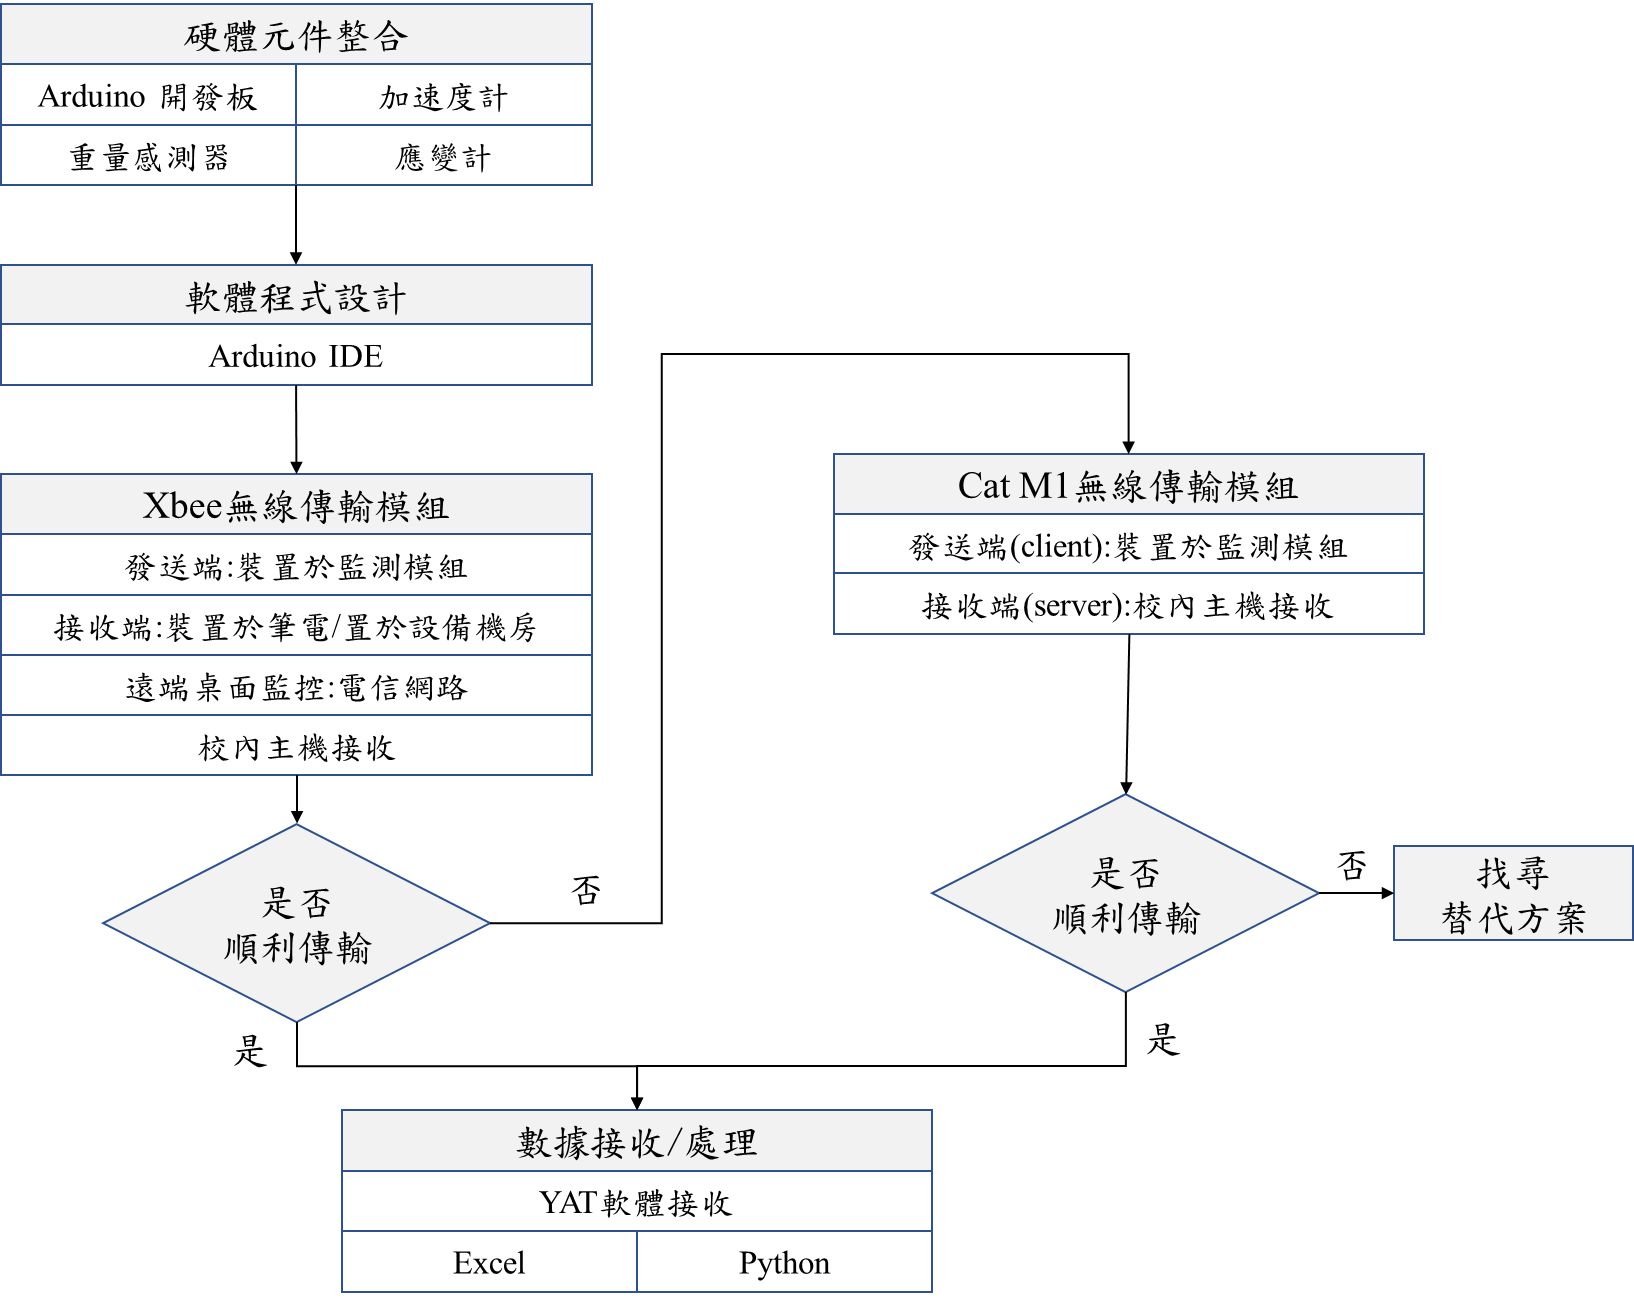 硬體元件整合
Arduino 開發板
加速度計
重量感測器
應變計
軟體程式設計
Arduino IDE
Xbee無線傳輸模組
發送端:裝置於監測模組
接收端:裝置於筆電/置於設備機房
遠端桌面監控:電信網路
校內主機接收
是否
順利傳輸
否
是
Cat M1無線傳輸模組
發送端(client):裝置於監測模組
接收端(server):校內主機接收
是否
順利傳輸
否
找尋
替代方案
是
數據接收/處理
YAT軟體接收
Excel
Python